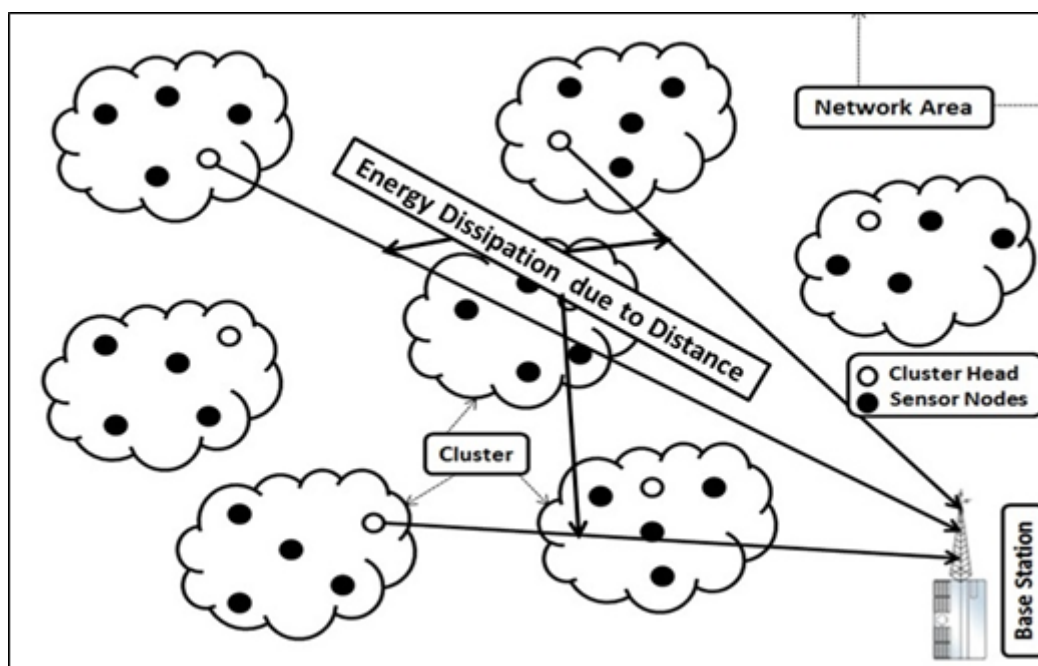 Network Area
Energy Dissipation due to Distance
Cluster Head
Sensor Nodes
Cluster
Base Station